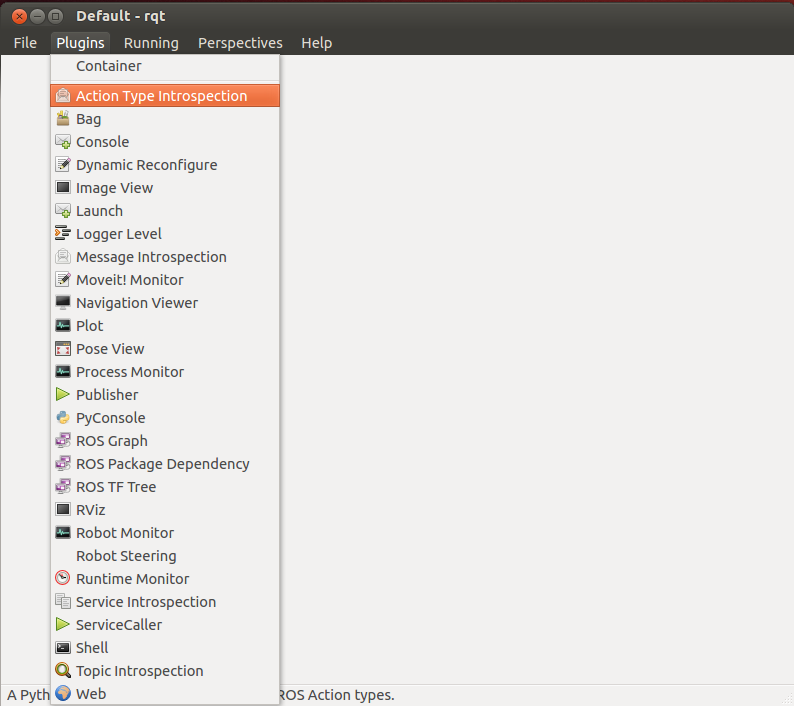 Default - rqt
File Plugins Running Perspectives Help
Container
Action Type Introspection
Bag
Console
Dynamic Reconfigure
Image View
Launch
Logger Level
Message Introspection
Moveit! Monitor
Navigation Viewer
Plot
Pose View
Process Monitor
Publisher
PyConsole
ROS Graph
ROS Package Dependency
ROS TF Tree
RViz
Robot Monitor
Robot Steering
Runtime Monitor
Service Introspection
ServiceCaller
Shell
Topic Introspection
Web
A Pyth ROS Action types.